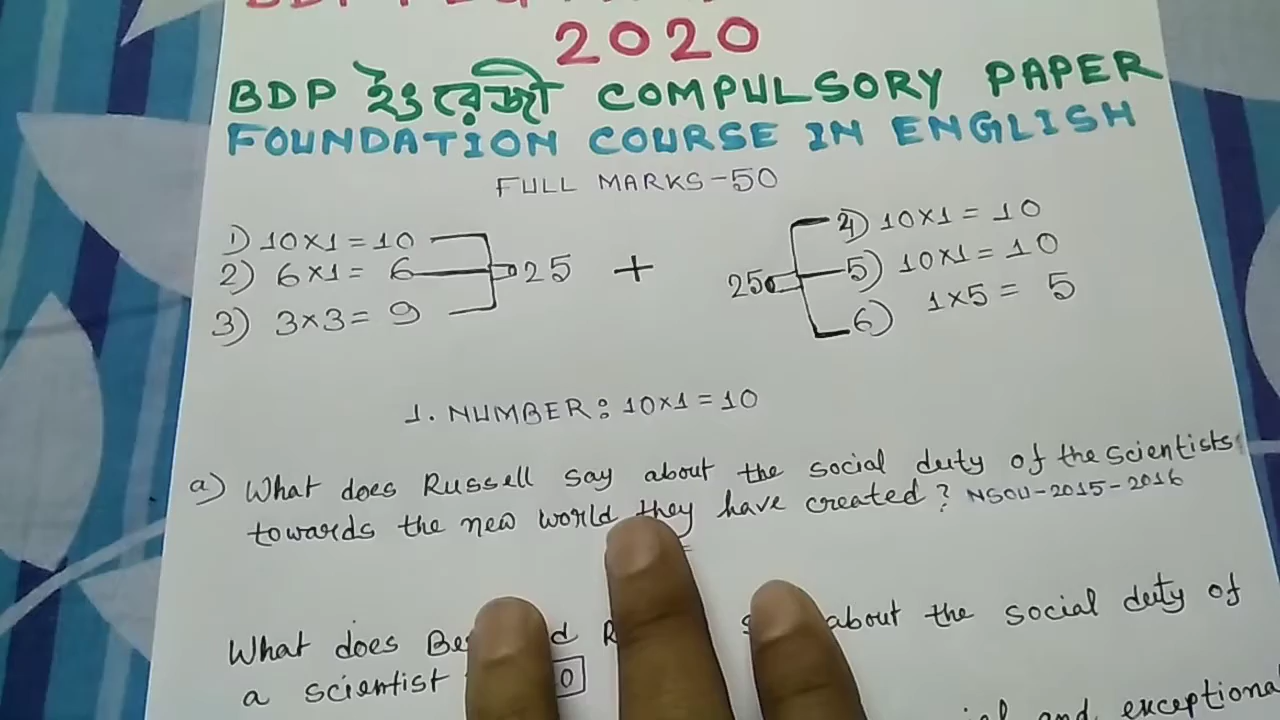 2020
BDP ইংরেজী COMPULSORY PAPER
FOUNDATION COURSE IN ENGLISH
FULL MARKS-50
1) 10×1=10
2) 6×1= 6
3) 3×3= 9
25 + 25
4) 10×1=10
5) 10×1=10
6) 1×5= 5
1. NUMBER: 10×1=10
a) What does Russell say about the social duty of the scientists
towards the new world they have created? NSOU-2015-2016
What does about the social duty of
a scientist
and exceptional